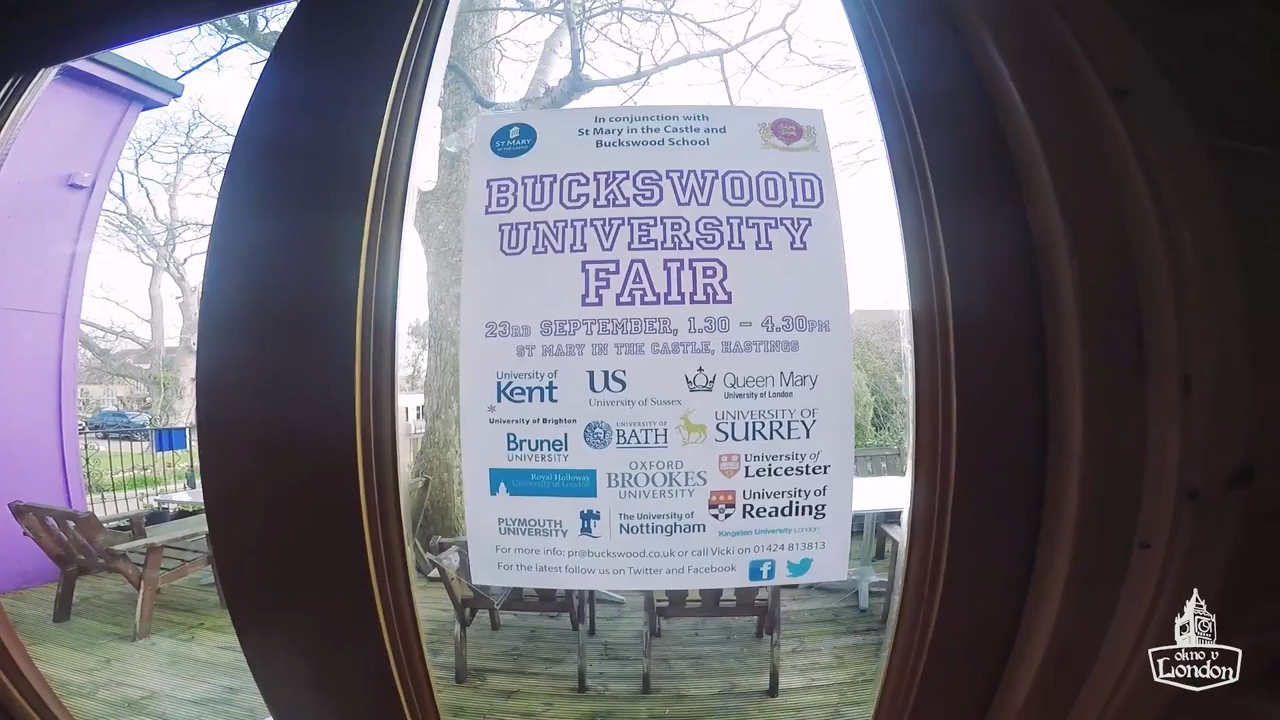 In conjunction with
St Mary in the Castle and
Buckswood School
ST MARY
IN THE CASTLE
BUCKSWOOD
UNIVERSITY
FAIR
23RD SEPTEMBER, 1.30 – 4.30PM
ST MARY IN THE CASTLE, HASTINGS
University of
Kent
US
University of Sussex
Queen Mary
University of London
University of Brighton
Brunel
UNIVERSITY
UNIVERSITY OF
BATH
UNIVERSITY OF
SURREY
Royal Holloway
University of London
OXFORD
BROOKES
UNIVERSITY
University of
Leicester
University of
Reading
PLYMOUTH
UNIVERSITY
The University of
Nottingham
Kingston University London
For more info: pr@buckswood.co.uk or call Vicki on 01424 813813
For the latest follow us on Twitter and Facebook
f
okno v
London